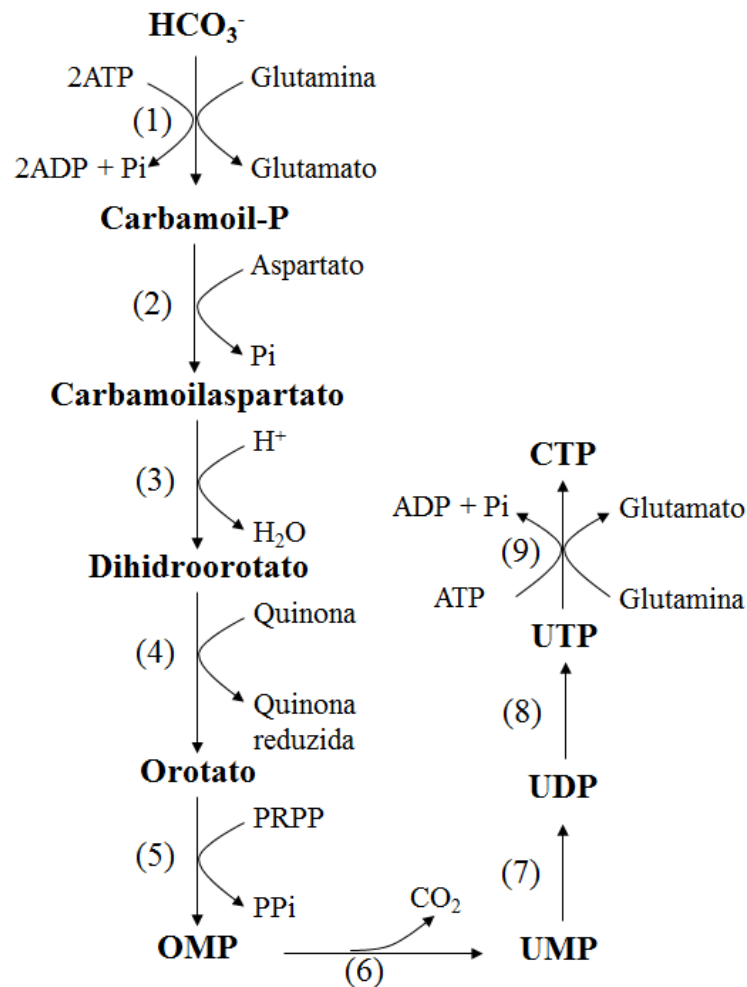 HCO₃⁻
2ATP
Glutamina
(1)
2ADP + Pi
Glutamato
Carbamoil-P
Aspartato
(2)
Pi
Carbamoilaspartato
H⁺
(3)
H₂O
Dihidroorotato
Quinona
(4)
Quinona
reduzida
Orotato
PRPP
(5)
PPi
OMP
CO₂
(6)
UMP
(7)
UDP
(8)
UTP
ATP
Glutamina
(9)
ADP + Pi
Glutamato
CTP